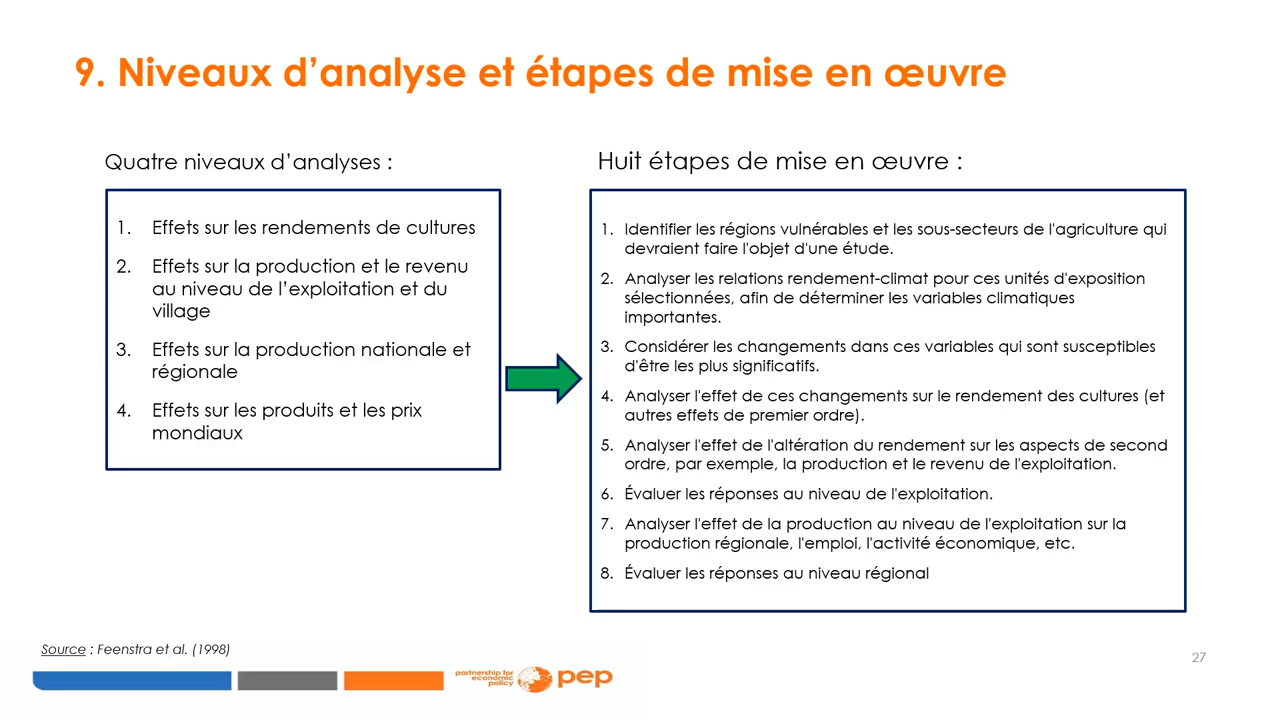 9. Niveaux d’analyse et étapes de mise en œuvre
Quatre niveaux d’analyses :
1. Effets sur les rendements de cultures
2. Effets sur la production et le revenu
au niveau de l’exploitation et du
village
3. Effets sur la production nationale et
régionale
4. Effets sur les produits et les prix
mondiaux
Huit étapes de mise en œuvre :
1. Identifier les régions vulnérables et les sous-secteurs de l'agriculture qui
devraient faire l'objet d'une étude.
2. Analyser les relations rendement-climat pour ces unités d'exposition
sélectionnées, afin de déterminer les variables climatiques
importantes.
3. Considérer les changements dans ces variables qui sont susceptibles
d'être les plus significatifs.
4. Analyser l'effet de ces changements sur le rendement des cultures (et
autres effets de premier ordre).
5. Analyser l'effet de l'altération du rendement sur les aspects de second
ordre, par exemple, la production et le revenu de l'exploitation.
6. Évaluer les réponses au niveau de l'exploitation.
7. Analyser l'effet de la production au niveau de l'exploitation sur la
production régionale, l'emploi, l'activité économique, etc.
8. Évaluer les réponses au niveau régional
Source : Feenstra et al. (1998)
27
partnership for
economic
policy
pep